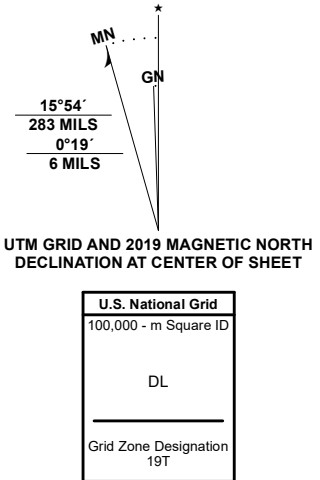 ★
MN
GN
15°54´
283 MILS
0°19´
6 MILS
UTM GRID AND 2019 MAGNETIC NORTH
DECLINATION AT CENTER OF SHEET
U.S. National Grid
100,000 - m Square ID
DL
Grid Zone Designation
19T